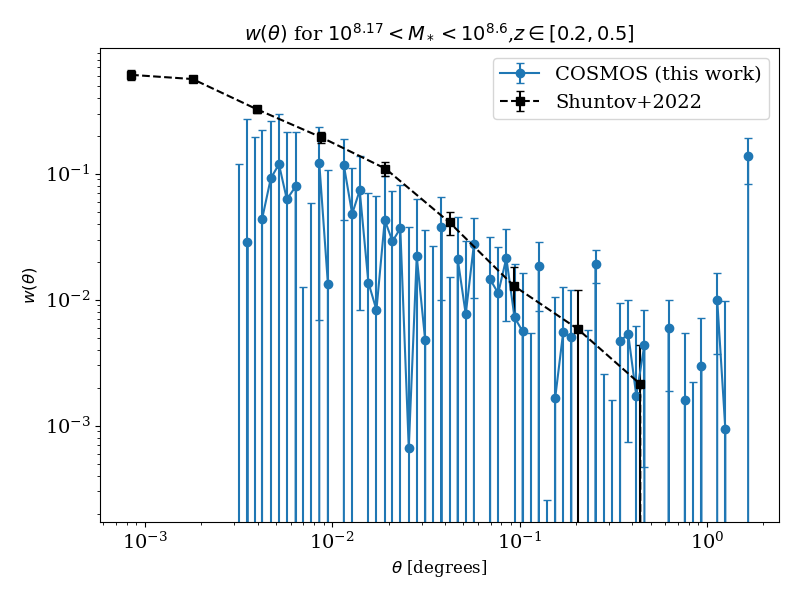 w(θ) for 10^{8.17} < M_* < 10^{8.6}, z ∈ [0.2, 0.5]
COSMOS (this work)
Shuntov+2022
w(θ)
10^{-1}
10^{-2}
10^{-3}
10^{-3} 10^{-2} 10^{-1} 10^{0}
θ [degrees]